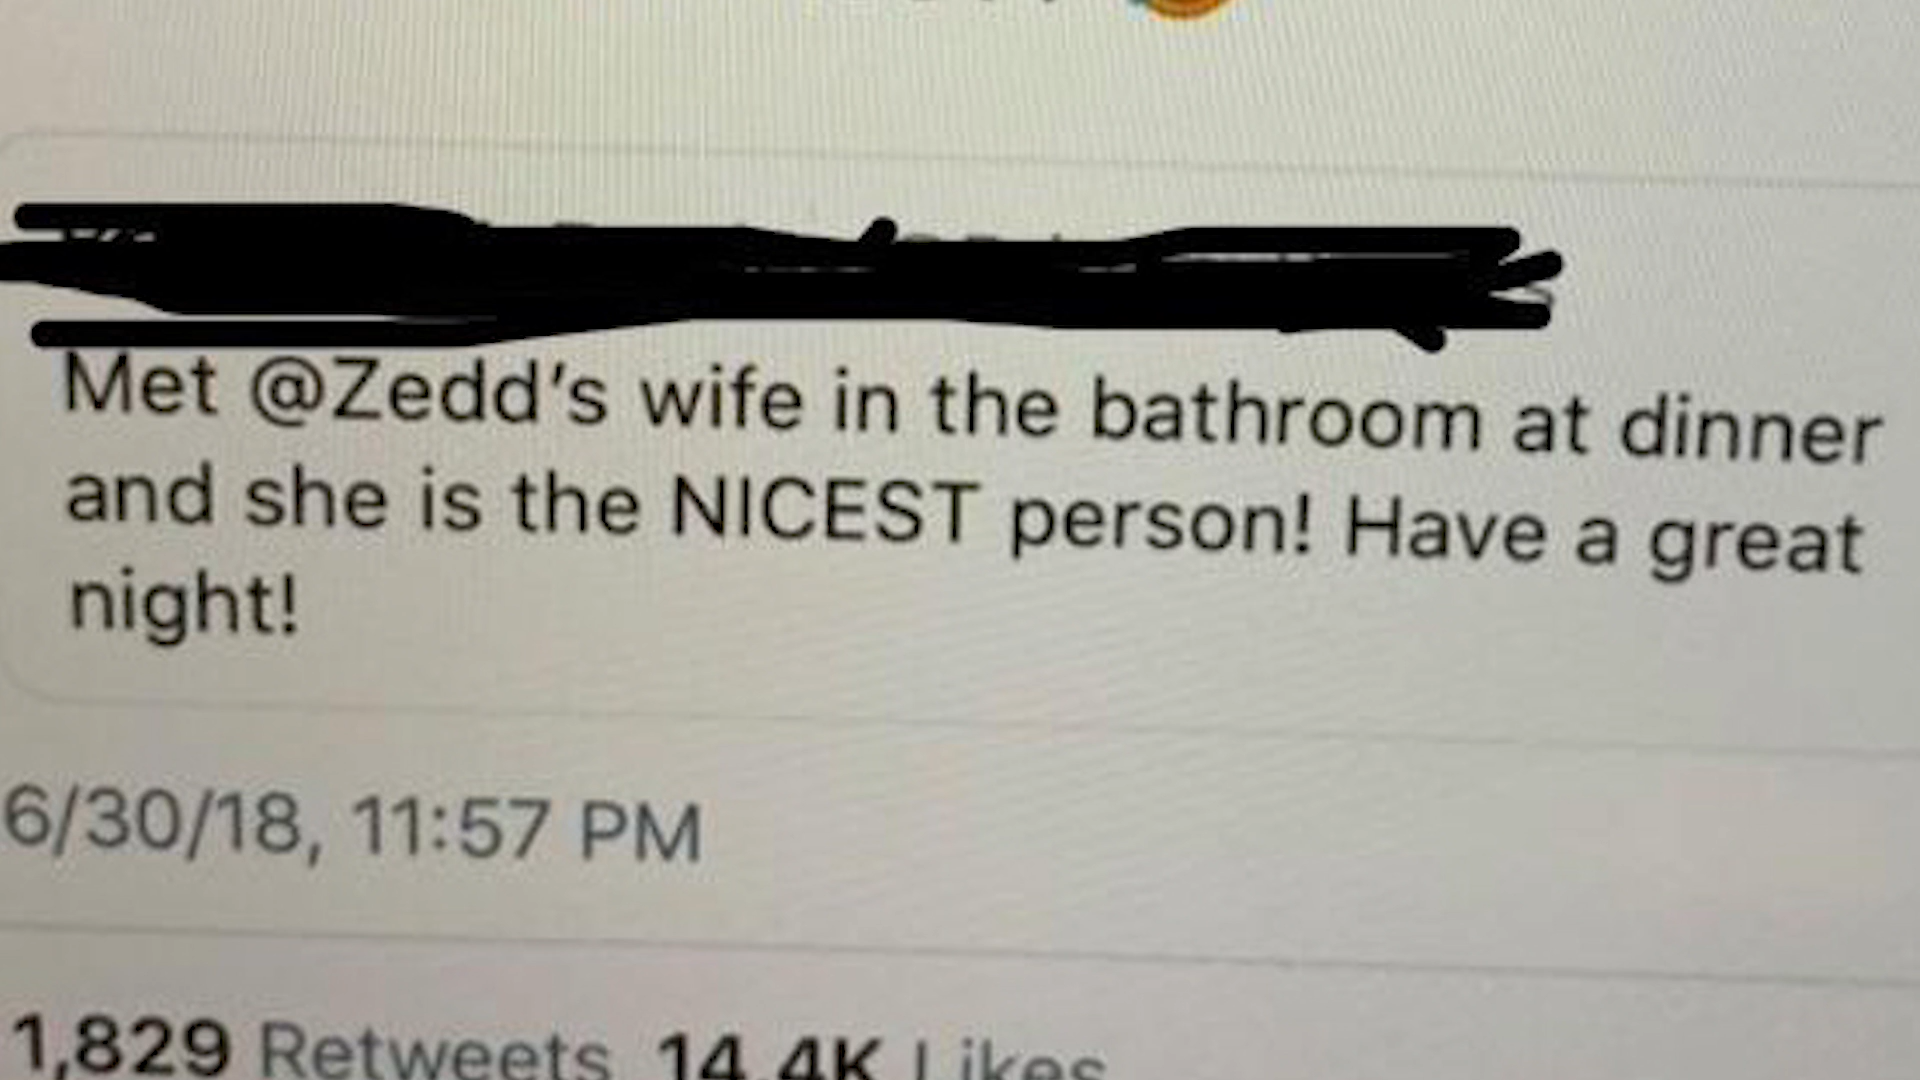 Met @Zedd's wife in the bathroom at dinner
and she is the NICEST person! Have a great
night!
6/30/18, 11:57 PM
1,829 Retweets 14.4K Likes